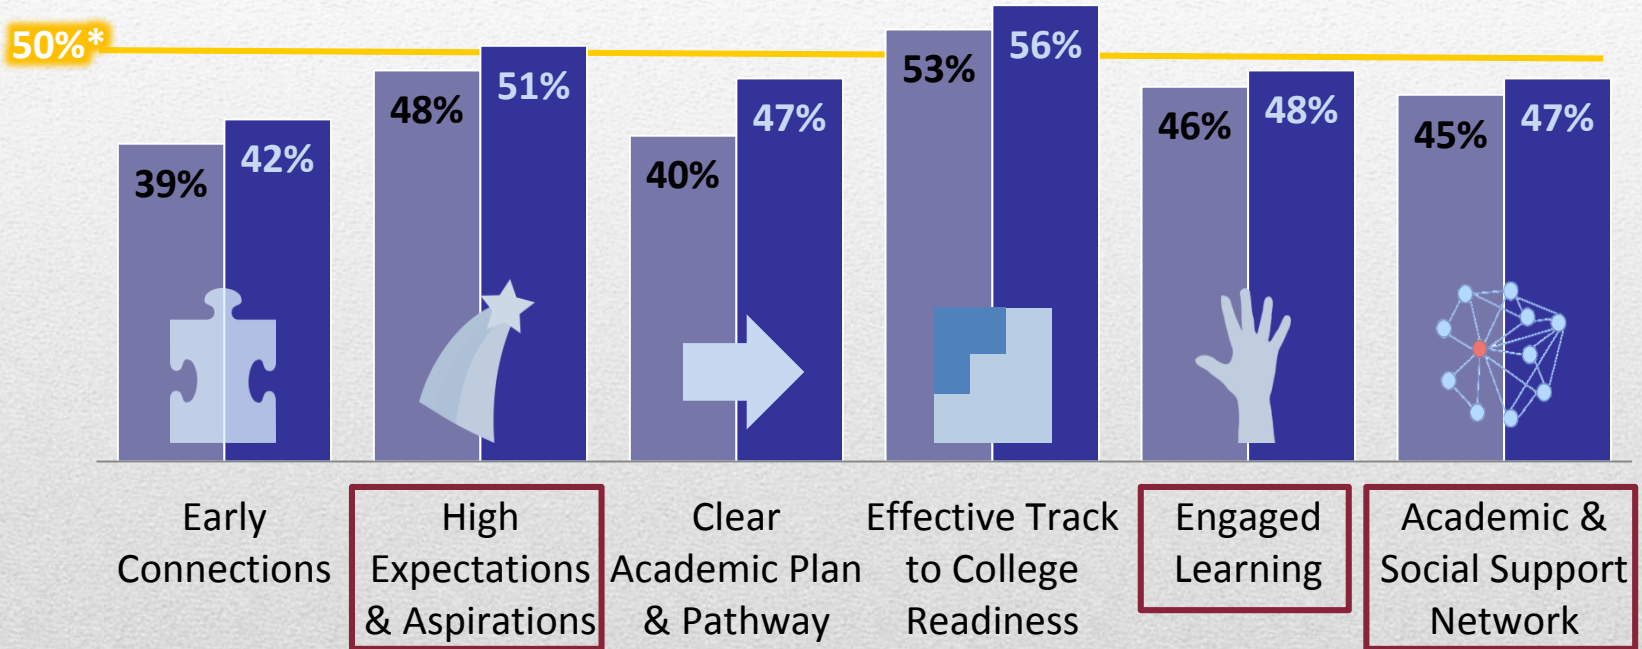 50%*
39%
42%
48%
51%
40%
47%
53%
56%
46%
48%
45%
47%
Early
Connections
High
Expectations
& Aspirations
Clear
Academic Plan
& Pathway
Effective Track
to College
Readiness
Engaged
Learning
Academic &
Social Support
Network